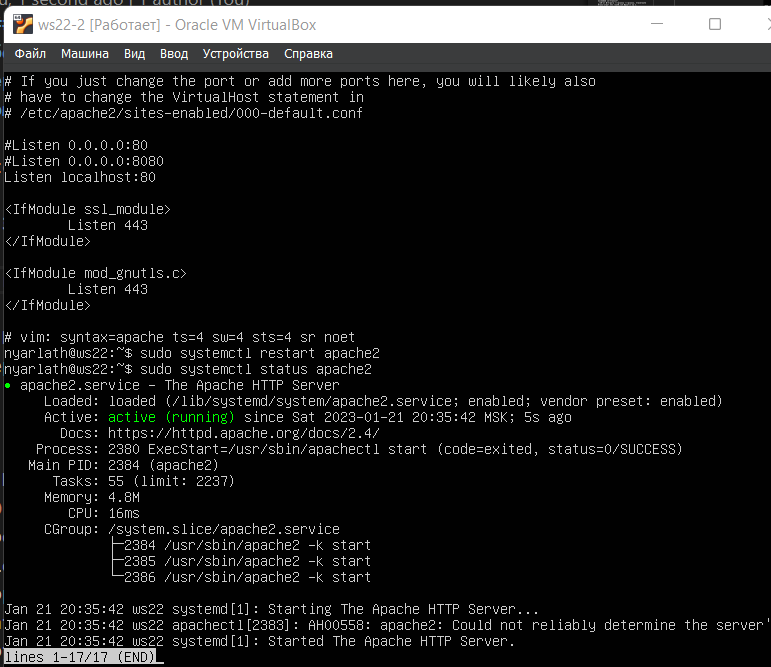 ws22-2 [Работает] - Oracle VM VirtualBox
Файл Машина Вид Ввод Устройства Справка
# If you just change the port or add more ports here, you will likely also
# have to change the VirtualHost statement in
# /etc/apache2/sites-enabled/000-default.conf
#Listen 0.0.0.0:80
#Listen 0.0.0.0:8080
Listen localhost:80
<IfModule ssl_module>
Listen 443
</IfModule>
<IfModule mod_gnutls.c>
Listen 443
</IfModule>
# vim: syntax=apache ts=4 sw=4 sts=4 sr noet
nyarlath@ws22:~$ sudo systemctl restart apache2
nyarlath@ws22:~$ sudo systemctl status apache2
● apache2.service - The Apache HTTP Server
Loaded: loaded (/lib/systemd/system/apache2.service; enabled; vendor preset: enabled)
Active: active (running) since Sat 2023-01-21 20:35:42 MSK; 5s ago
Docs: https://httpd.apache.org/docs/2.4/
Process: 2380 ExecStart=/usr/sbin/apachectl start (code=exited, status=0/SUCCESS)
Main PID: 2384 (apache2)
Tasks: 55 (limit: 2237)
Memory: 4.8M
CPU: 16ms
CGroup: /system.slice/apache2.service
├─2384 /usr/sbin/apache2 -k start
├─2385 /usr/sbin/apache2 -k start
└─2386 /usr/sbin/apache2 -k start
Jan 21 20:35:42 ws22 systemd[1]: Starting The Apache HTTP Server...
Jan 21 20:35:42 ws22 apachectl[2383]: AH00558: apache2: Could not reliably determine the server'
Jan 21 20:35:42 ws22 systemd[1]: Started The Apache HTTP Server.
lines 1-17/17 (END)